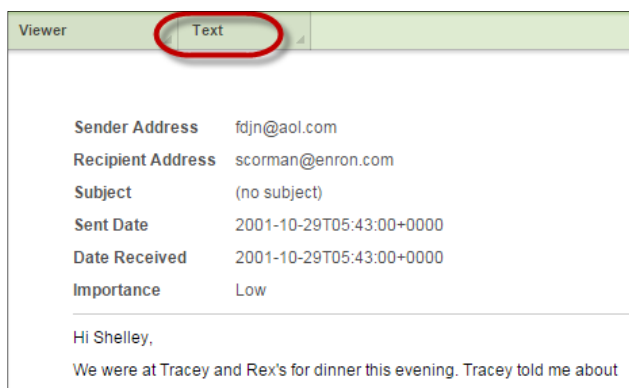 Viewer Text
Sender Address fdjn@aol.com
Recipient Address scorman@enron.com
Subject (no subject)
Sent Date 2001-10-29T05:43:00+0000
Date Received 2001-10-29T05:43:00+0000
Importance Low
Hi Shelley,
We were at Tracey and Rex's for dinner this evening. Tracey told me about